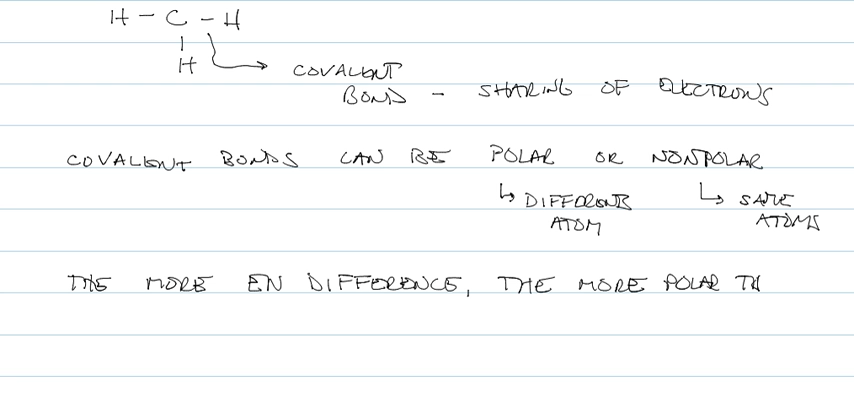 H - C - H
H
COVALENT
BOND - SHARING OF ELECTRONS
COVALENT BONDS CAN BE POLAR OR NONPOLAR
↳ DIFFERENT
ATOM
↳ SAME
ATOMS
THE MORE EN DIFFERENCE, THE MORE POLAR TH